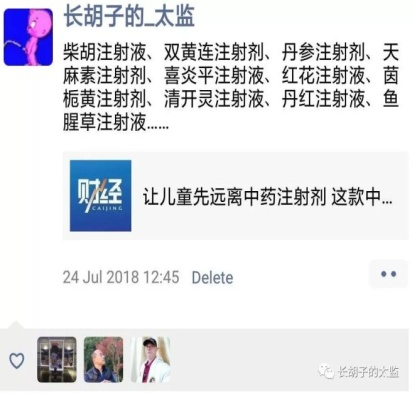 长胡子的_太监
柴胡注射液、双黄连注射剂、丹参注射剂、天
麻素注射剂、喜炎平注射液、红花注射液、茵
栀黄注射剂、清开灵注射液、丹红注射液、鱼
腥草注射液……
财经
CAIJING
让儿童先远离中药注射剂 这款中...
24 Jul 2018 12:45 Delete
长胡子的太监